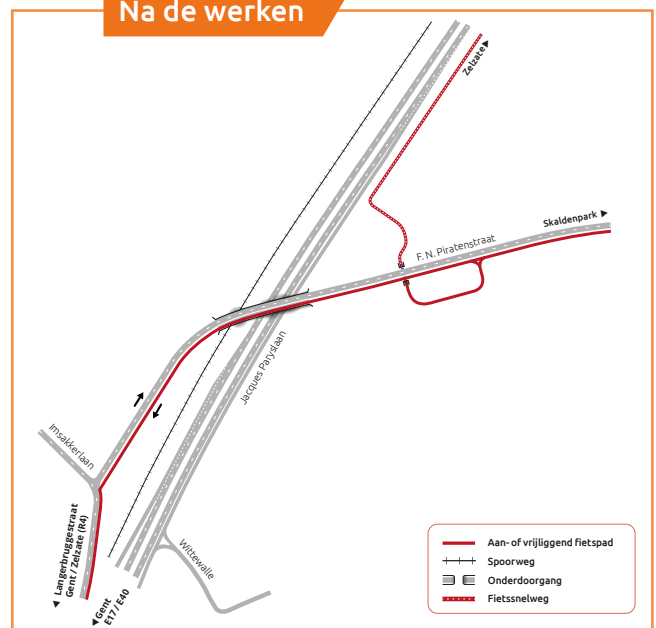 Na de werken
Zelzate
Skaldenpark
F. N. Piratenstraat
Jacques Paryslaan
Imsakkerlaan
Langerbruggestraat
Gent / Zelzate (R4)
Gent
E17 / E40
Wittewalle
Aan- of vrijliggend fietspad
Spoorweg
Onderdoorgang
Fietssnelweg